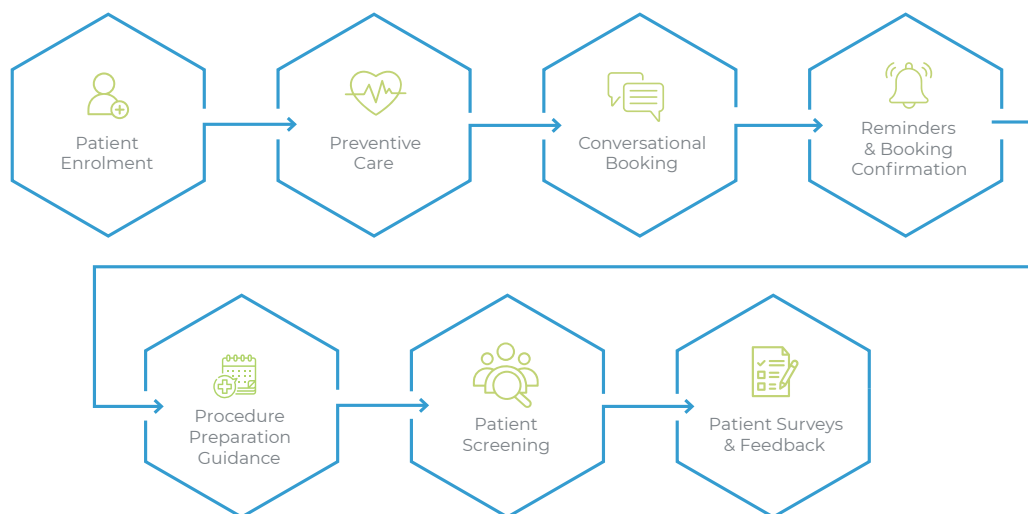 Patient
Enrolment
Preventive
Care
Conversational
Booking
Reminders
& Booking
Confirmation
Procedure
Preparation
Guidance
Patient
Screening
Patient Surveys
& Feedback